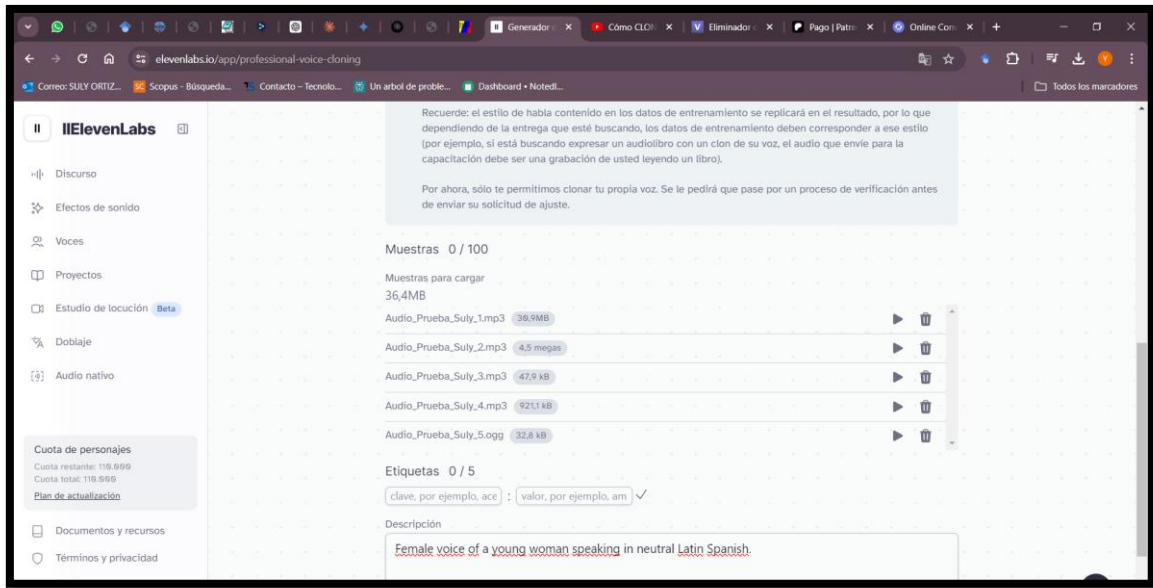 Generador d
Cómo CLON
Eliminador d
Pago | Patre
Online Com
elevenlabs.io/app/professional-voice-cloning
Correo: SULY ORTIZ...
Scopus - Búsqueda...
Contacto – Tecnolo...
Un arbol de proble...
Dashboard • Notedl...
Todos los marcadores
IIElevenLabs
Discurso
Efectos de sonido
Voces
Proyectos
Estudio de locución Beta
Doblaje
Audio nativo
Cuota de personajes
Cuota restante: 110.000
Cuota total: 110.000
Plan de actualización
Documentos y recursos
Términos y privacidad
Recuerde: el estilo de habla contenido en los datos de entrenamiento se replicará en el resultado, por lo que
dependiendo de la entrega que esté buscando, los datos de entrenamiento deben corresponder a ese estilo
(por ejemplo, si está buscando expresar un audiolibro con un clon de su voz, el audio que envíe para la
capacitación debe ser una grabación de usted leyendo un libro).
Por ahora, sólo te permitimos clonar tu propia voz. Se le pedirá que pase por un proceso de verificación antes
de enviar su solicitud de ajuste.
Muestras 0 / 100
Muestras para cargar
36,4MB
Audio_Prueba_Suly_1.mp3 30,9MB
Audio_Prueba_Suly_2.mp3 4,5 megas
Audio_Prueba_Suly_3.mp3 47,9 kB
Audio_Prueba_Suly_4.mp3 921,1 kB
Audio_Prueba_Suly_5.ogg 32,8 kB
Etiquetas 0 / 5
clave, por ejemplo, ace : valor, por ejemplo, am
Descripción
Female voice of a young woman speaking in neutral Latin Spanish.